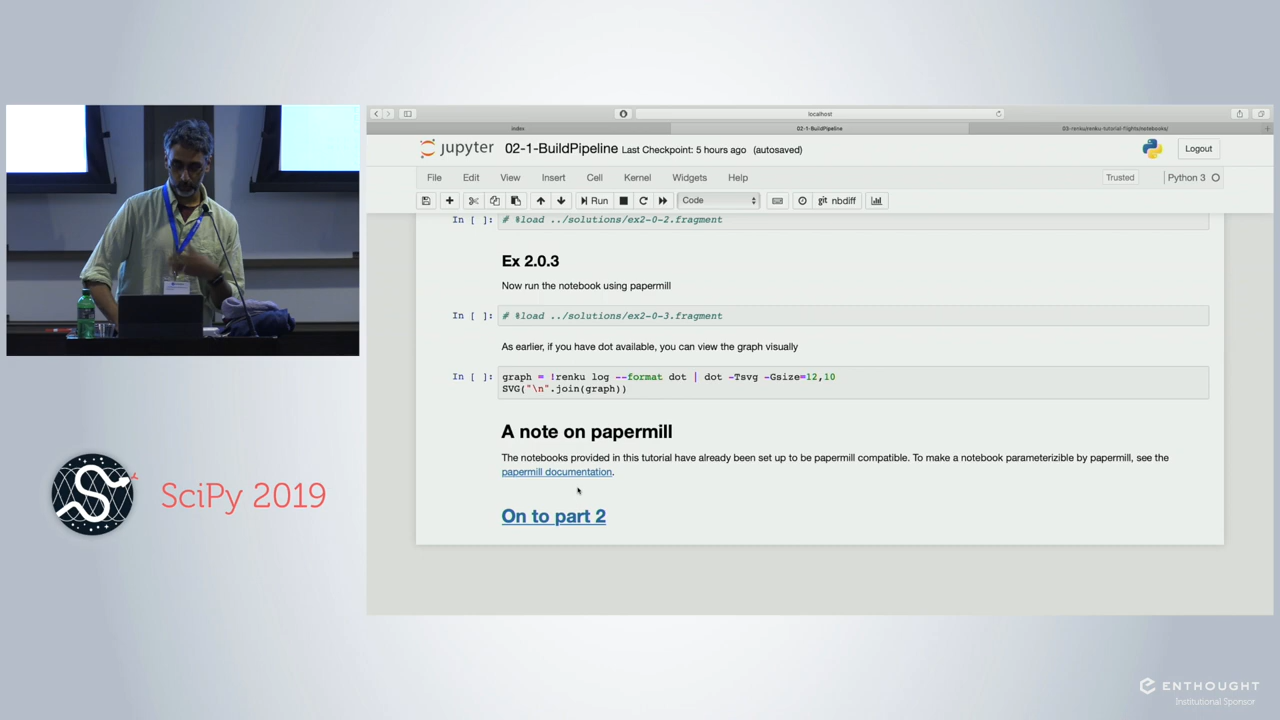 localhost
index
02-1-BuildPipeline
03-renku/renku-tutorial-flights/notebooks/
jupyter 02-1-BuildPipeline Last Checkpoint: 5 hours ago (autosaved)
Logout
File Edit View Insert Cell Kernel Widgets Help
Trusted
Python 3
Run
Code
git nbdiff
In [ ]: # %load ../solutions/ex2-0-2.fragment
Ex 2.0.3
Now run the notebook using papermill
In [ ]: # %load ../solutions/ex2-0-3.fragment
As earlier, if you have dot available, you can view the graph visually
In [ ]: graph = !renku log --format dot | dot -Tsvg -Gsize=12,10
SVG("\n".join(graph))
A note on papermill
The notebooks provided in this tutorial have already been set up to be papermill compatible. To make a notebook parameterizible by papermill, see the
papermill documentation.
On to part 2
SciPy 2019
ENTHOUGHT
Institutional Sponsor